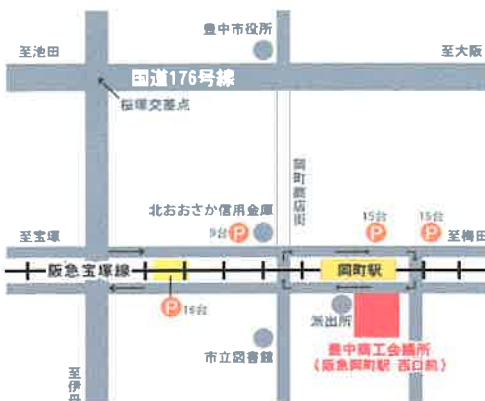 豊中市役所
至池田
至大阪
国道176号線
桜塚交差点
岡町商店街
北おおさか信用金庫
9台 P
15台
P
15台
P
至宝塚
至梅田
阪急宝塚線
岡町駅
P 16台
派出所
市立図書館
豊中商工会議所
(阪急岡町駅 西口前)
至伊丹